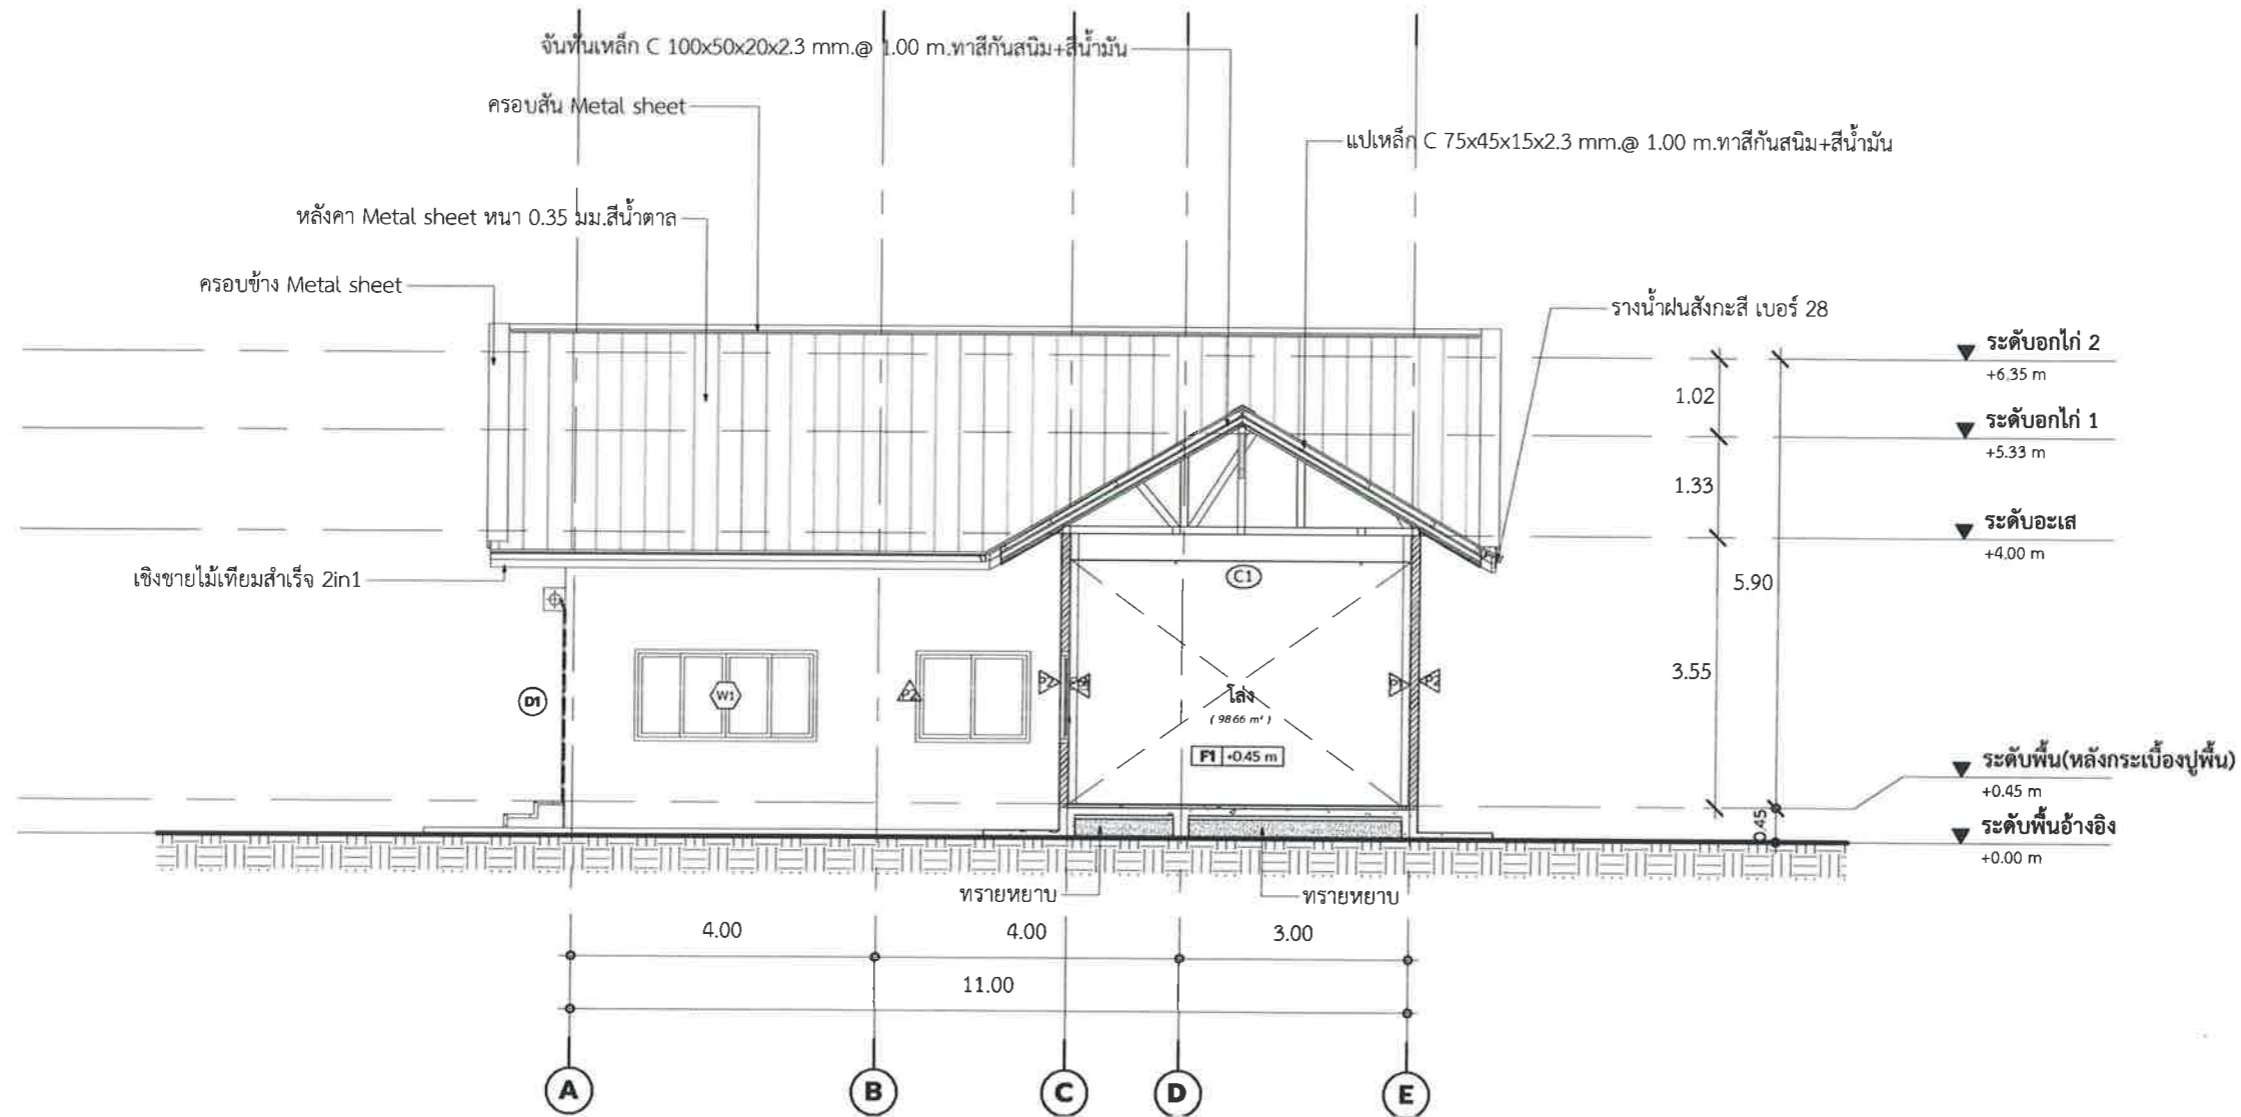 จันทันเหล็ก C 100x50x20x2.3 mm.@ 1.00 m.ทาสีกันสนิม+สีน้ำมัน
ครอบสัน Metal sheet
แปเหล็ก C 75x45x15x2.3 mm.@ 1.00 m.ทาสีกันสนิม+สีน้ำมัน
หลังคา Metal sheet หนา 0.35 มม.สีน้ำตาล
ครอบข้าง Metal sheet
รางน้ำฝนสังกะสี เบอร์ 28
ระดับอกไก่ 2
+6.35 m
1.02
ระดับอกไก่ 1
+5.33 m
1.33
ระดับอะเส
+4.00 m
เชิงชายไม้เทียมสำเร็จ 2in1
C1
5.90
3.55
D1
W1
P2
P2
P1
P2
โล่ง
( 98.66 m² )
F1 +0.45 m
ระดับพื้น(หลังกระเบื้องปูพื้น)
+0.45 m
0.45
ระดับพื้นอ้างอิง
+0.00 m
ทรายหยาบ
ทรายหยาบ
4.00
4.00
3.00
11.00
A
B
C
D
E